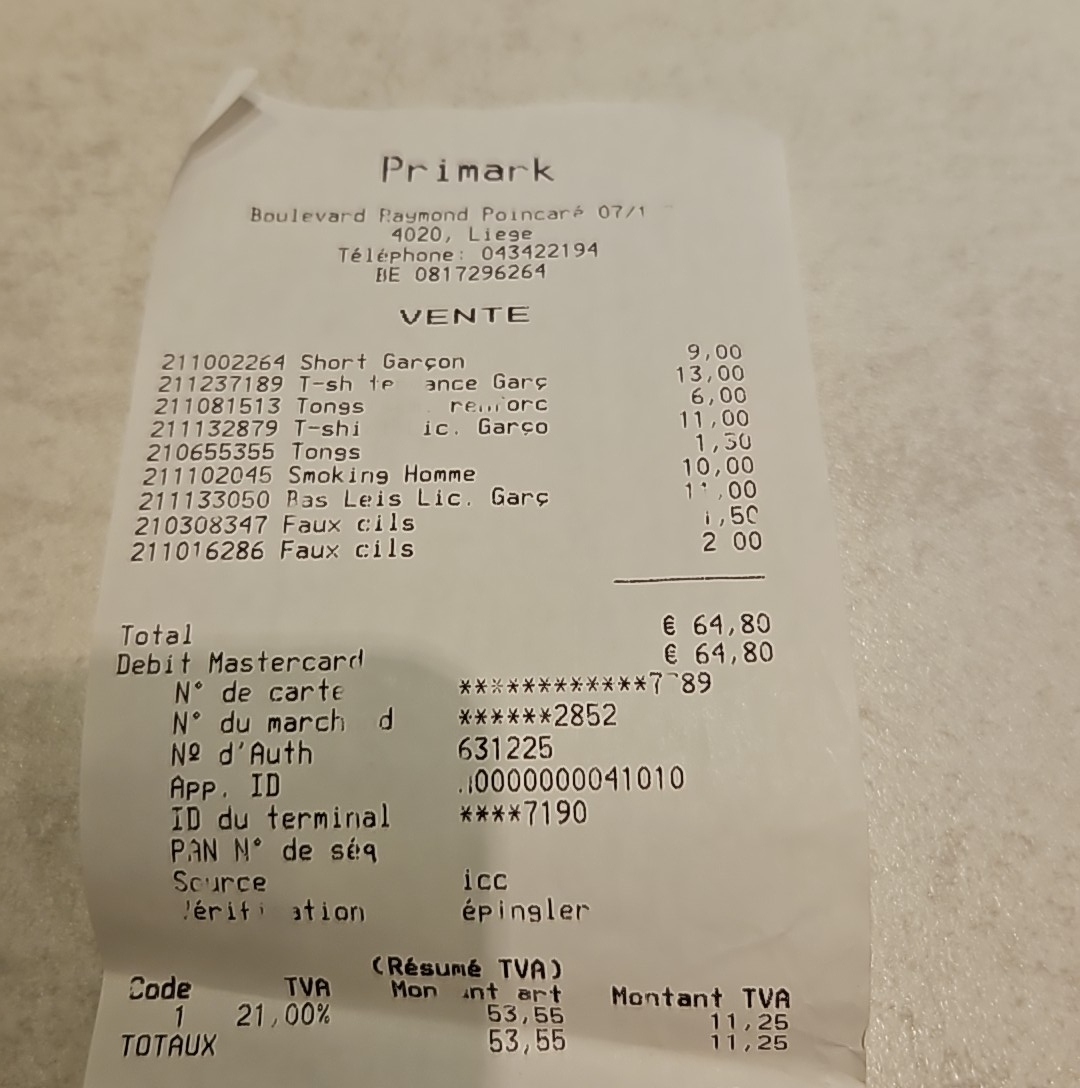 Primark
Boulevard Raymond Poincaré 07/1
4020, Liege
Téléphone: 043422194
BE 0817296264
VENTE
211002264 Short Garçon 9,00
211237189 Garç 13,00
211081513 Tongs 6,00
211132879 Garço 11,00
210655355 Tongs
211102045 Smoking Homme 10,00
211133050 Bas Leis Lic. Garç
210308347 Faux cils
211016286 Faux cils 2 00
Total € 64,80
Debit Mastercard € 64,80
N° de carte
N° du ******2852
Nº d'Auth 631225
App. ID
ID du terminal ****7190
PAN N° de séq
Source icc
épingler
(Résumé TVA)
Code TVA art Montant TVA
1 21,00% 53,55 11,25
TOTAUX 53,55 11,25